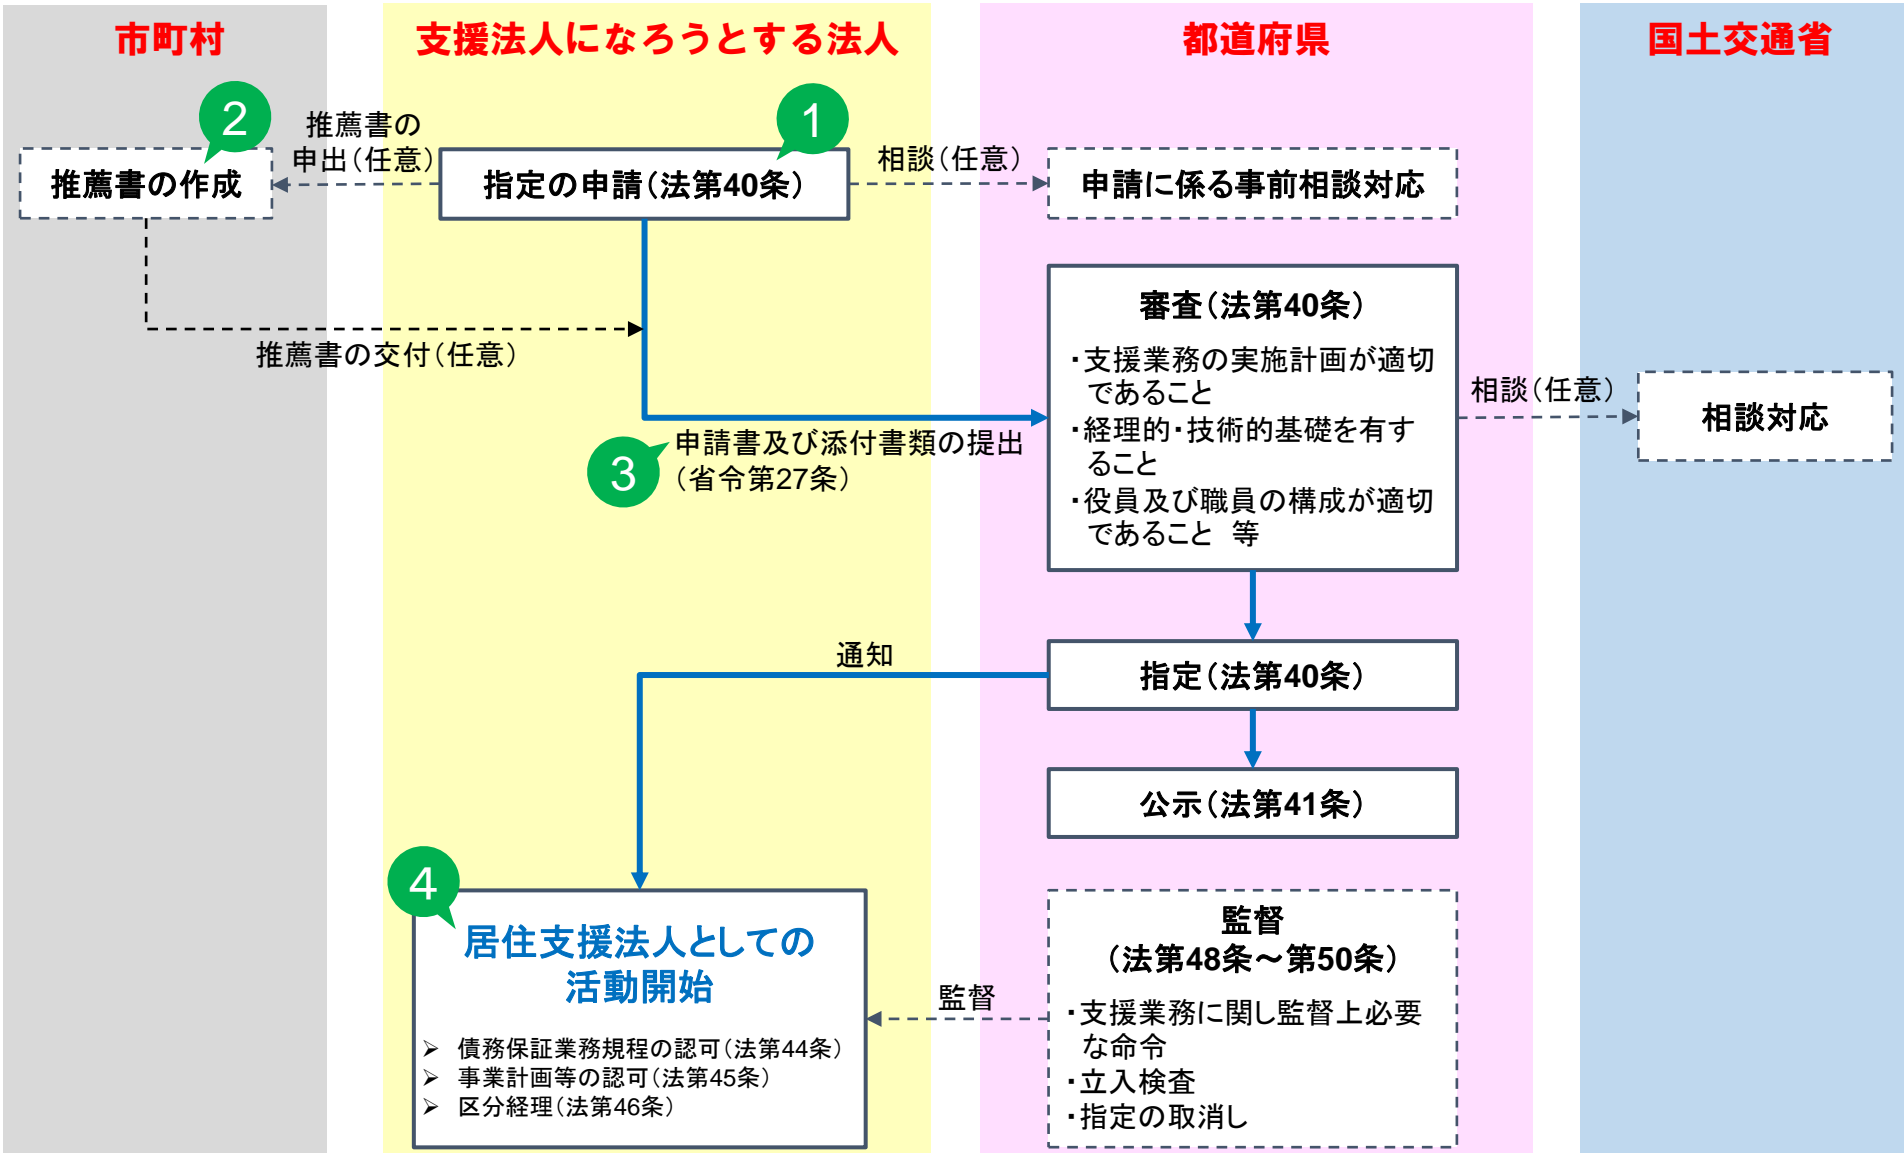 市町村
支援法人になろうとする法人
都道府県
国土交通省
2
推薦書の
申出（任意）
1
相談（任意）
推薦書の作成
指定の申請（法第40条）
申請に係る事前相談対応
推薦書の交付（任意）
審査（法第40条）
・支援業務の実施計画が適切
であること
・経理的・技術的基礎を有す
ること
・役員及び職員の構成が適切
であること　等
相談（任意）
相談対応
3
申請書及び添付書類の提出
（省令第27条）
通知
指定（法第40条）
公示（法第41条）
4
居住支援法人としての
活動開始
➢ 債務保証業務規程の認可（法第44条）
➢ 事業計画等の認可（法第45条）
➢ 区分経理（法第46条）
監督
監督
（法第48条～第50条）
・支援業務に関し監督上必要
な命令
・立入検査
・指定の取消し